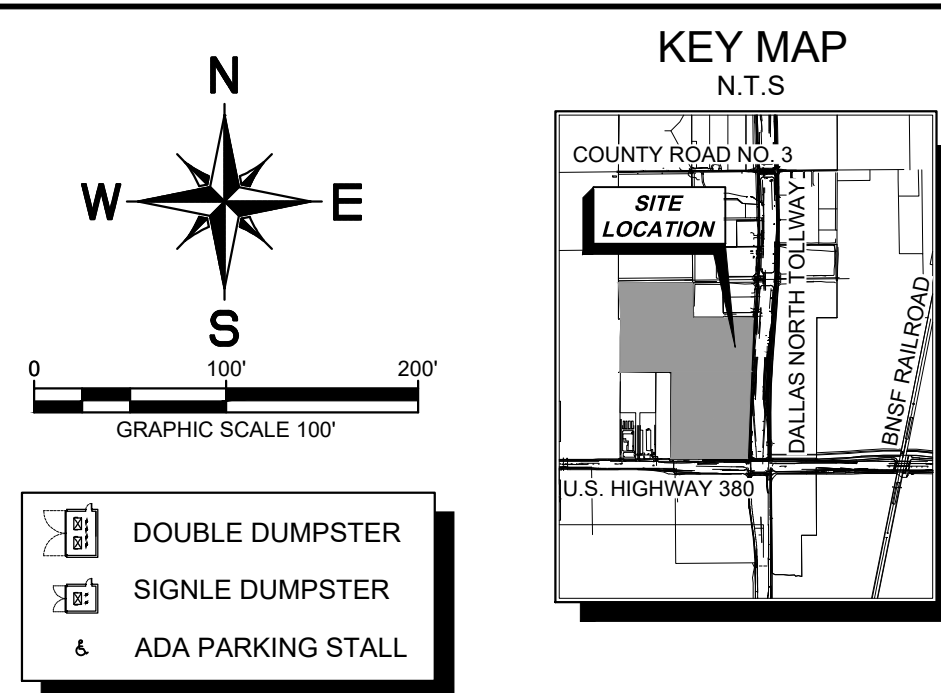 N
W
E
S
0
100'
200'
GRAPHIC SCALE 100'
DOUBLE DUMPSTER
SIGNLE DUMPSTER
ADA PARKING STALL
KEY MAP
N.T.S
COUNTY ROAD NO. 3
SITE
LOCATION
DALLAS NORTH TOLLWAY
BNSF RAILROAD
U.S. HIGHWAY 380